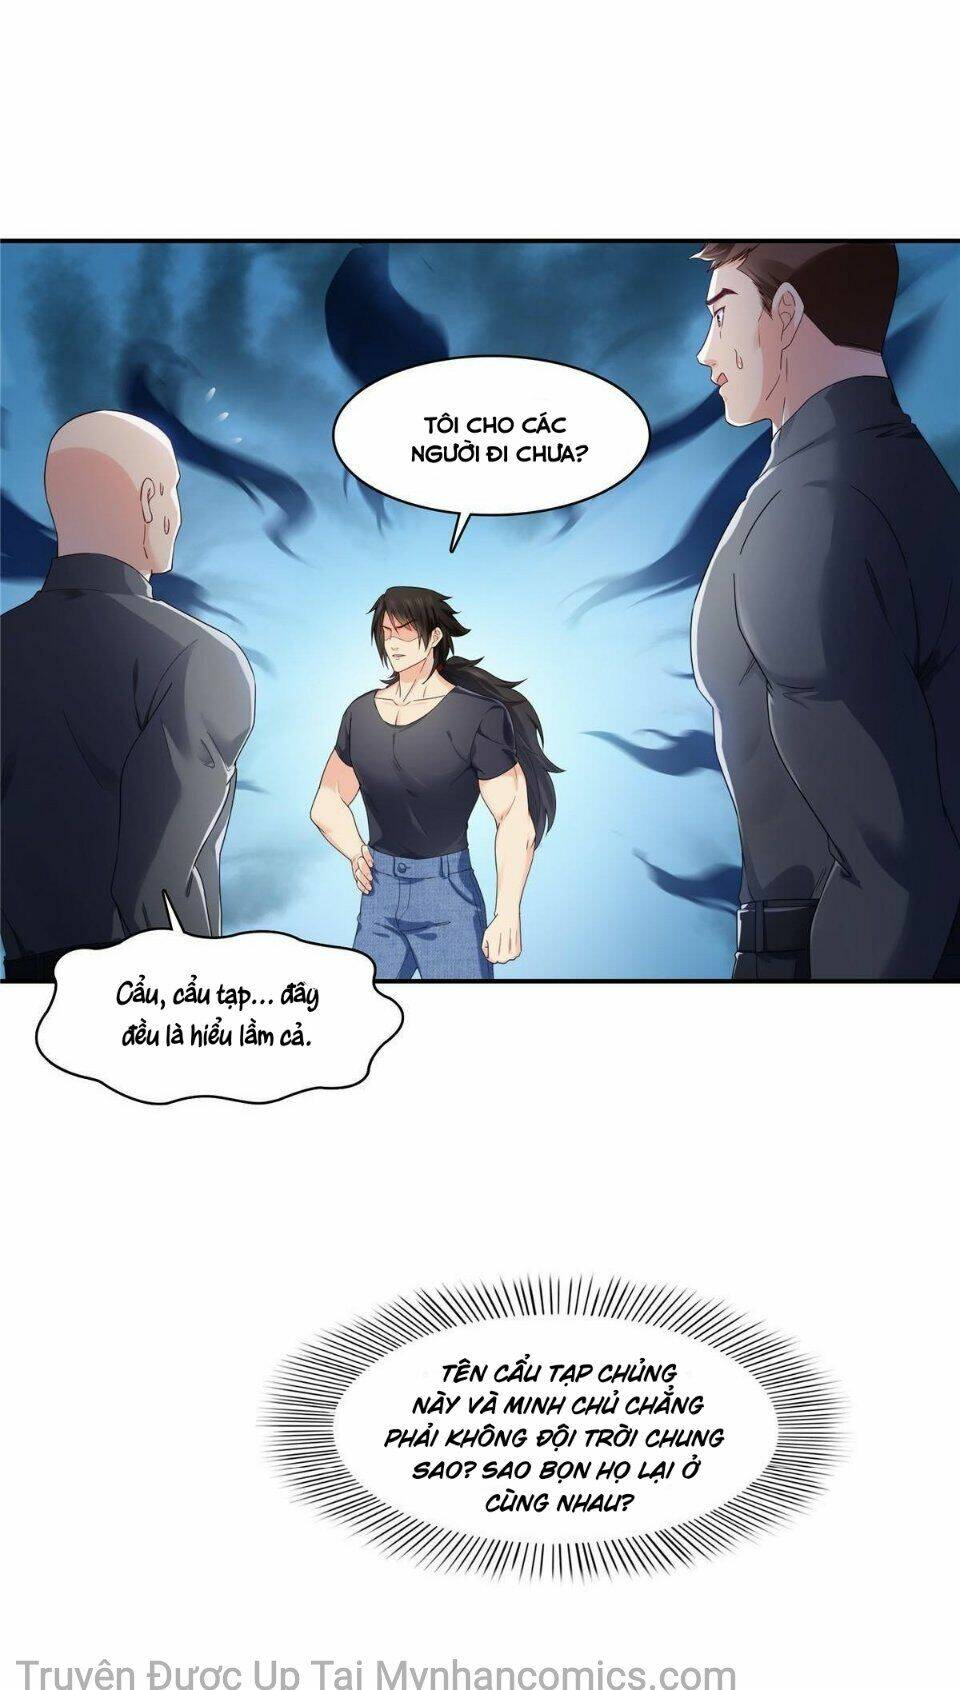 TÔI CHO CÁC
NGƯỜI ĐI CHƯA?
Cẩu, cẩu tạp... đây
đều là hiểu lầm cả.
TÊN CẨU TẠP CHỦNG
NÀY VÀ MINH CHỦ CHẲNG
PHẢI KHÔNG ĐỘI TRỜI CHUNG
SAO? SAO BỌN HỌ LẠI Ở
CÙNG NHAU?
Truyện Được Up Tại Mynhancomics.com